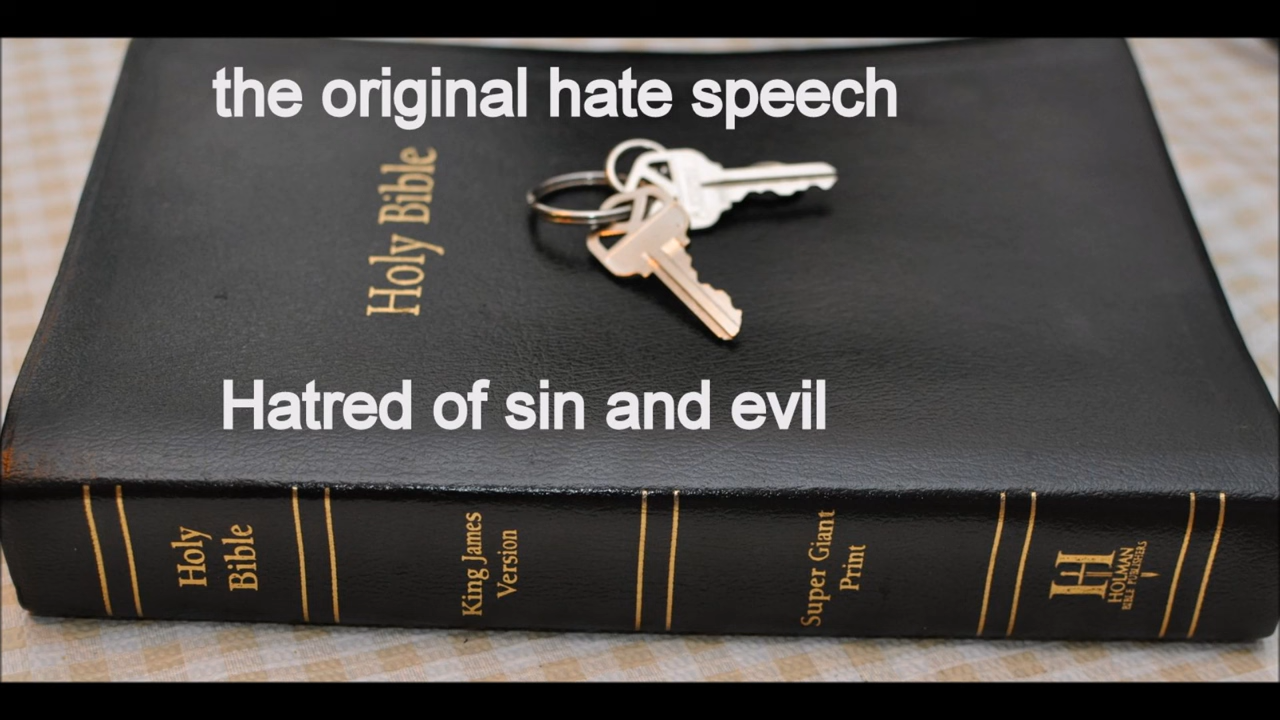 the original hate speech
Holy Bible
Hatred of sin and evil
Holy
Bible
King James
Version
Super Giant
Print
HOLMAN
BIBLE PUBLISHERS